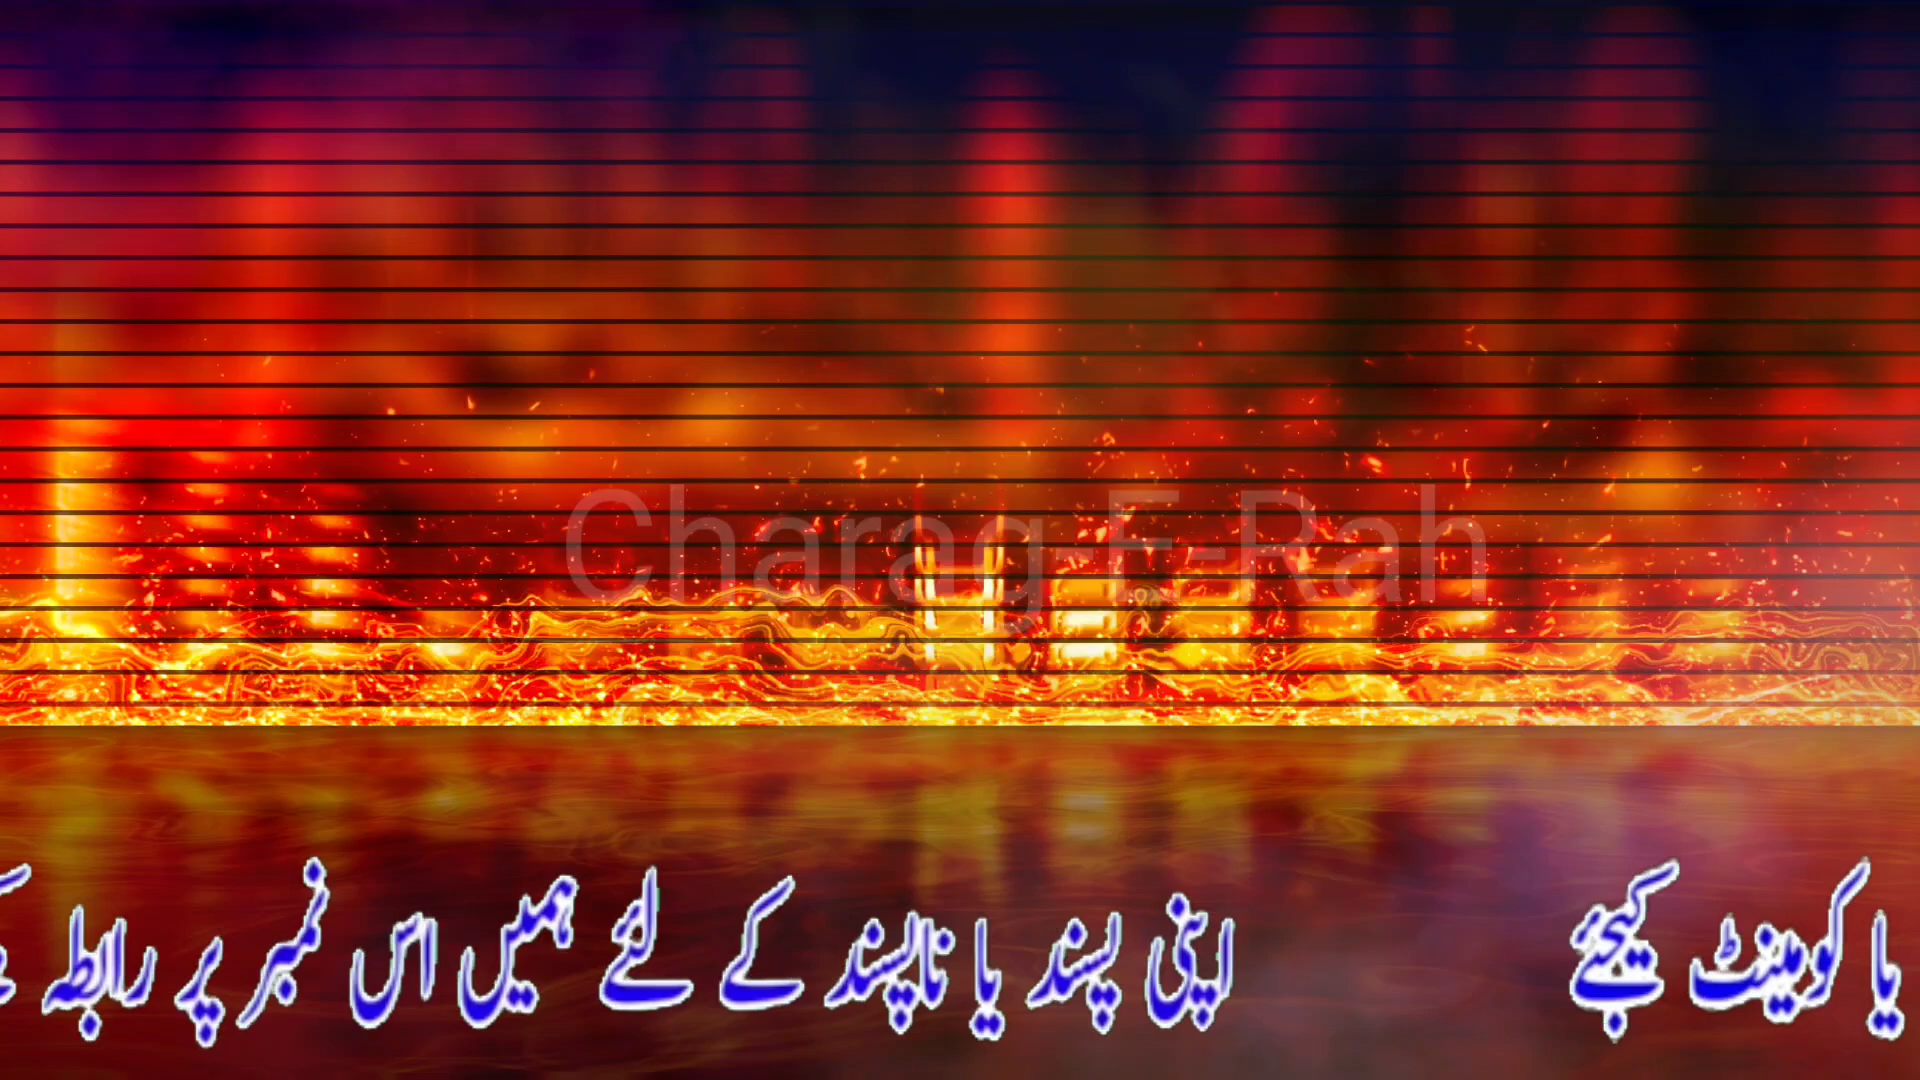 Charag-E-Rah
یا کومینٹ کیجئے اپنی پسند یا ناپسند کے لئے ہمیں اس نمبر پر رابطہ